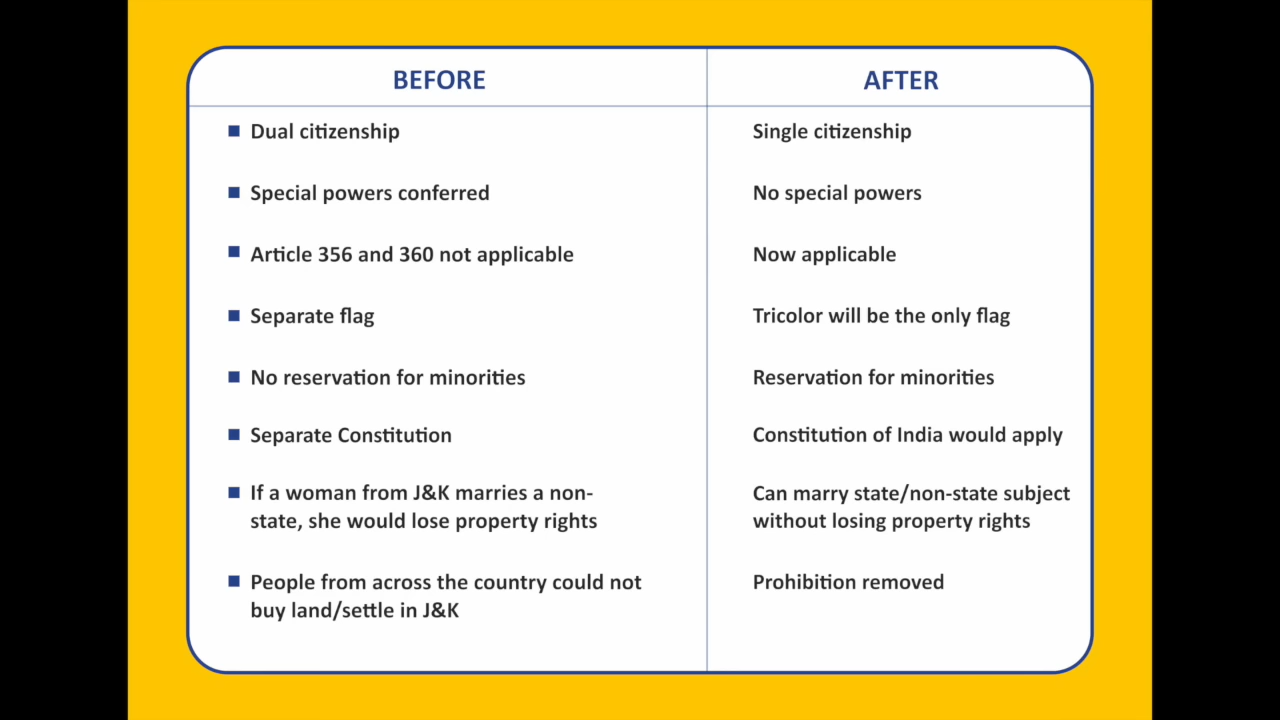 BEFORE AFTER
Dual citizenship Single citizenship
Special powers conferred No special powers
Article 356 and 360 not applicable Now applicable
Separate flag Tricolor will be the only flag
No reservation for minorities Reservation for minorities
Separate Constitution Constitution of India would apply
If a woman from J&K marries a non- Can marry state/non-state subject
state, she would lose property rights without losing property rights
People from across the country could not Prohibition removed
buy land/settle in J&K